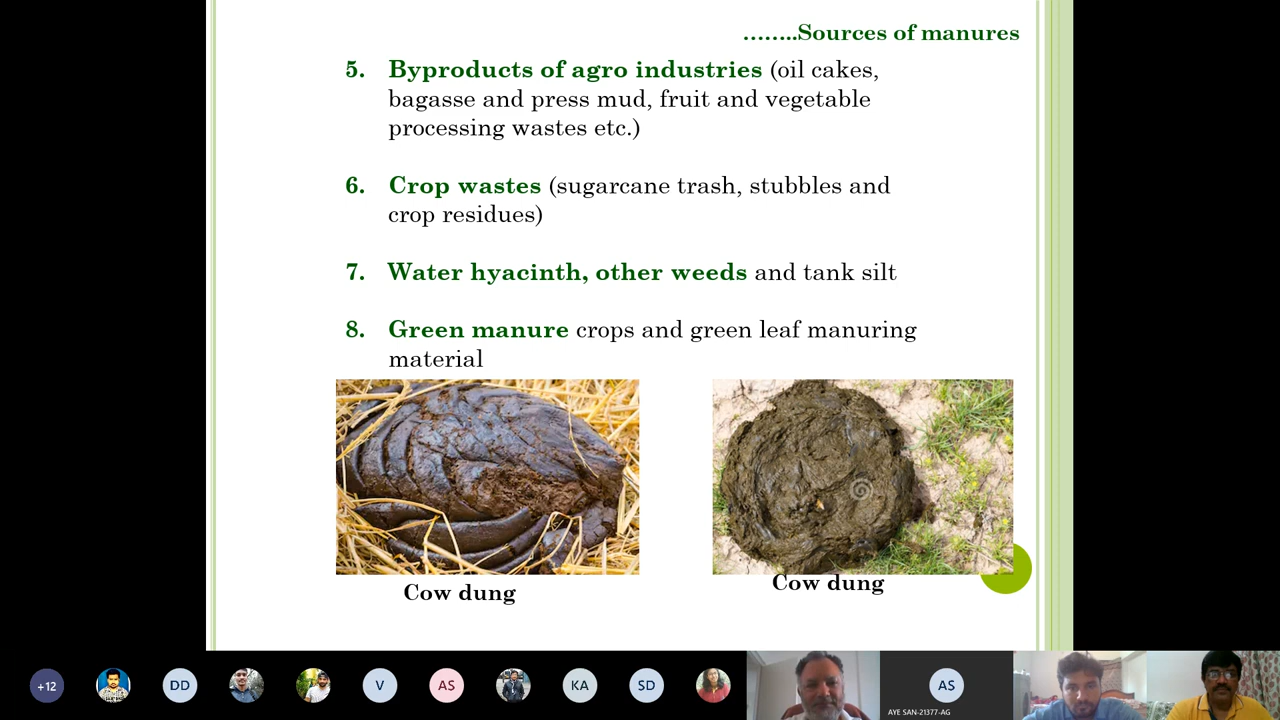 ……..Sources of manures
5. Byproducts of agro industries (oil cakes,
bagasse and press mud, fruit and vegetable
processing wastes etc.)
6. Crop wastes (sugarcane trash, stubbles and
crop residues)
7. Water hyacinth, other weeds and tank silt
8. Green manure crops and green leaf manuring
material
Cow dung
Cow dung
+12
DD
V
AS
KA
SD
AS
AYE SAN-21377-AG